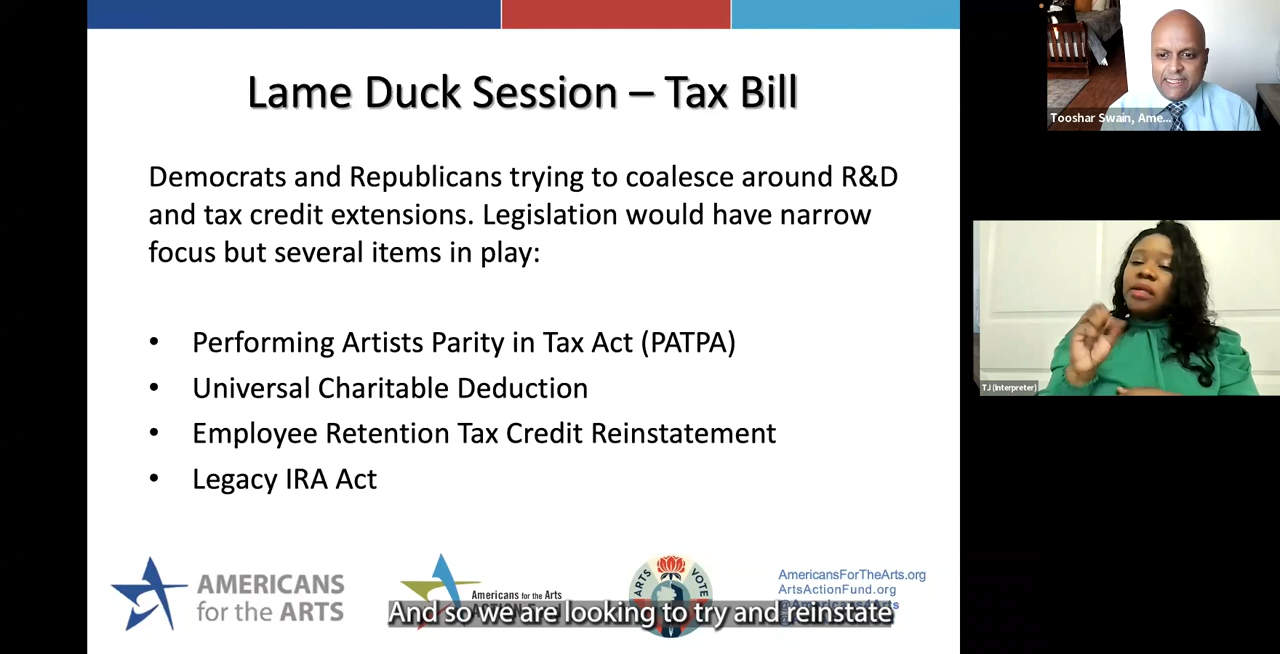 Lame Duck Session – Tax Bill
Democrats and Republicans trying to coalesce around R&D
and tax credit extensions. Legislation would have narrow
focus but several items in play:
• Performing Artists Parity in Tax Act (PATPA)
• Universal Charitable Deduction
• Employee Retention Tax Credit Reinstatement
• Legacy IRA Act
AMERICANS
for the ARTS
Americans for the Arts
ARTS VOTE
AmericansForTheArts.org
ArtsActionFund.org
And so we are looking to try and reinstate
Tooshar Swain, Ame...
TJ (Interpreter)